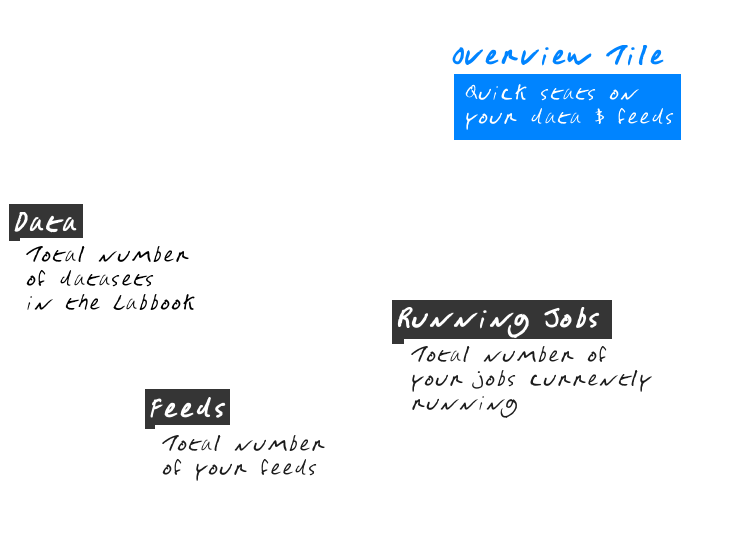 Overview Tile
Quick stats on
your data & feeds
Data
Total number
of datasets
in the Labbook
Running Jobs
Total number of
your jobs currently
running
Feeds
Total number
of your feeds